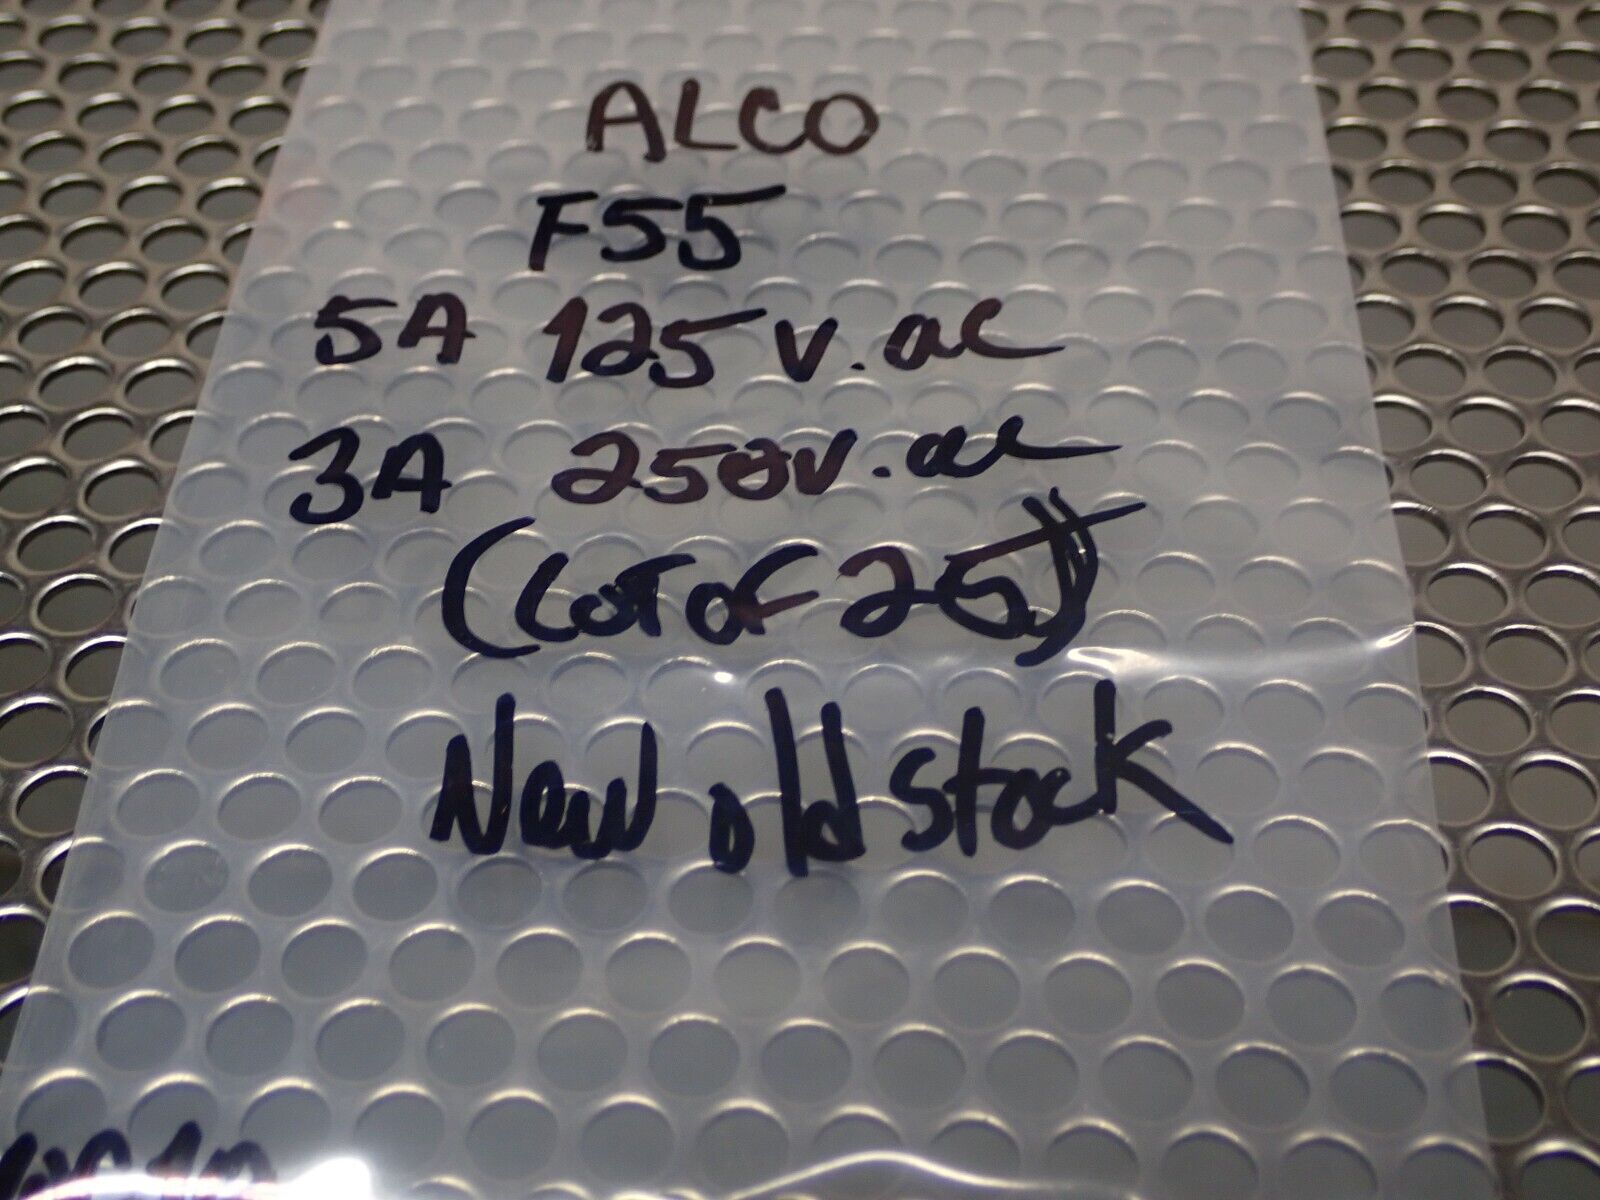 ALCO
F55
5A 125 v.ac
3A 250v.ac
(LOT OF 25)
New old stock